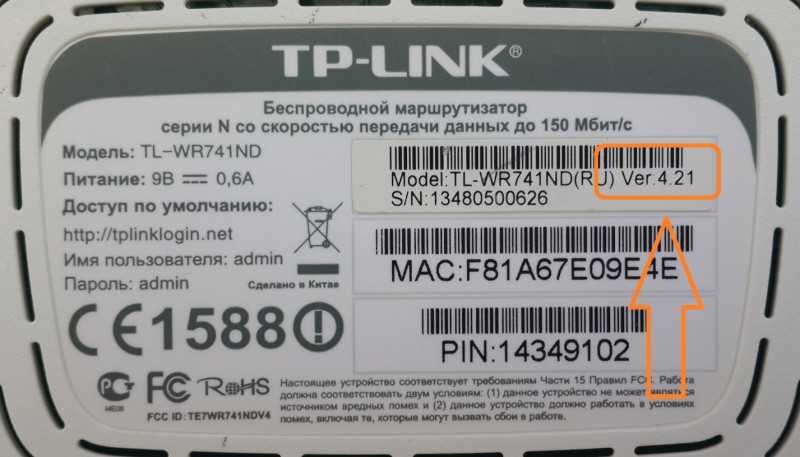 TP-LINK®
Беспроводной маршрутизатор
серии N со скоростью передачи данных до 150 Мбит/с
Модель: TL-WR741ND
Питание: 9В 0,6A
Доступ по умолчанию:
http://tplinklogin.net
Имя пользователя: admin
Пароль: admin
Сделано в Китае
Model:TL-WR741ND(RU) Ver:4.21
S/N:13480500626
MAC:F81A67E09E4E
PIN:14349102
CE1588
FC RoHS
FCC ID: TE7WR741NDV4
Настоящее устройство соответствует требованиям Части 15 Правил FCC. Работа
должна соответствовать двум условиям: (1) данное устройство не может являться
источником вредных помех и (2) данное устройство должно работать в условиях
помех, включая те, которые могут вызвать сбои в работе.